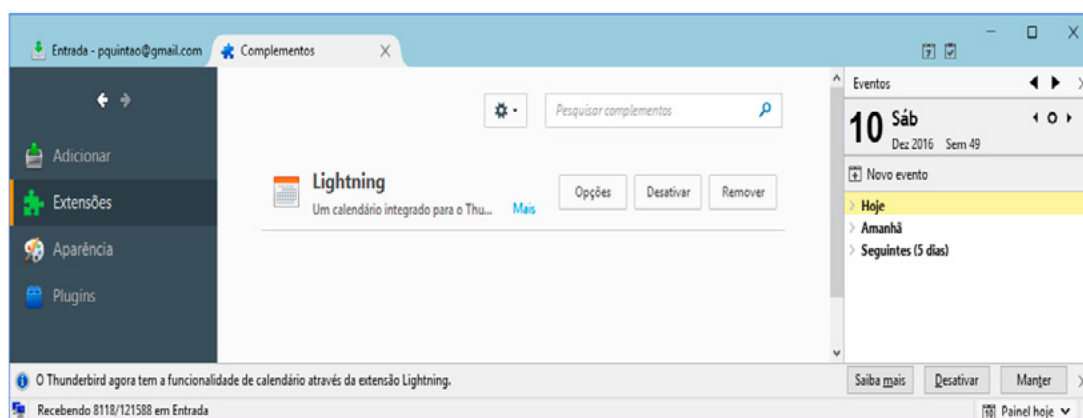 Entrada - pquintao@gmail.com
Complementos
Adicionar
Extensões
Aparência
Plugins
Pesquisar complementos
Lightning
Um calendário integrado para o Thu... Mais
Opções
Desativar
Remover
7
Eventos
10 Sáb
Dez 2016 Sem 49
Novo evento
Hoje
Amanhã
Seguintes (5 dias)
O Thunderbird agora tem a funcionalidade de calendário através da extensão Lightning.
Saiba mais
Desativar
Manter
Recebendo 8118/121588 em Entrada
10 Painel hoje